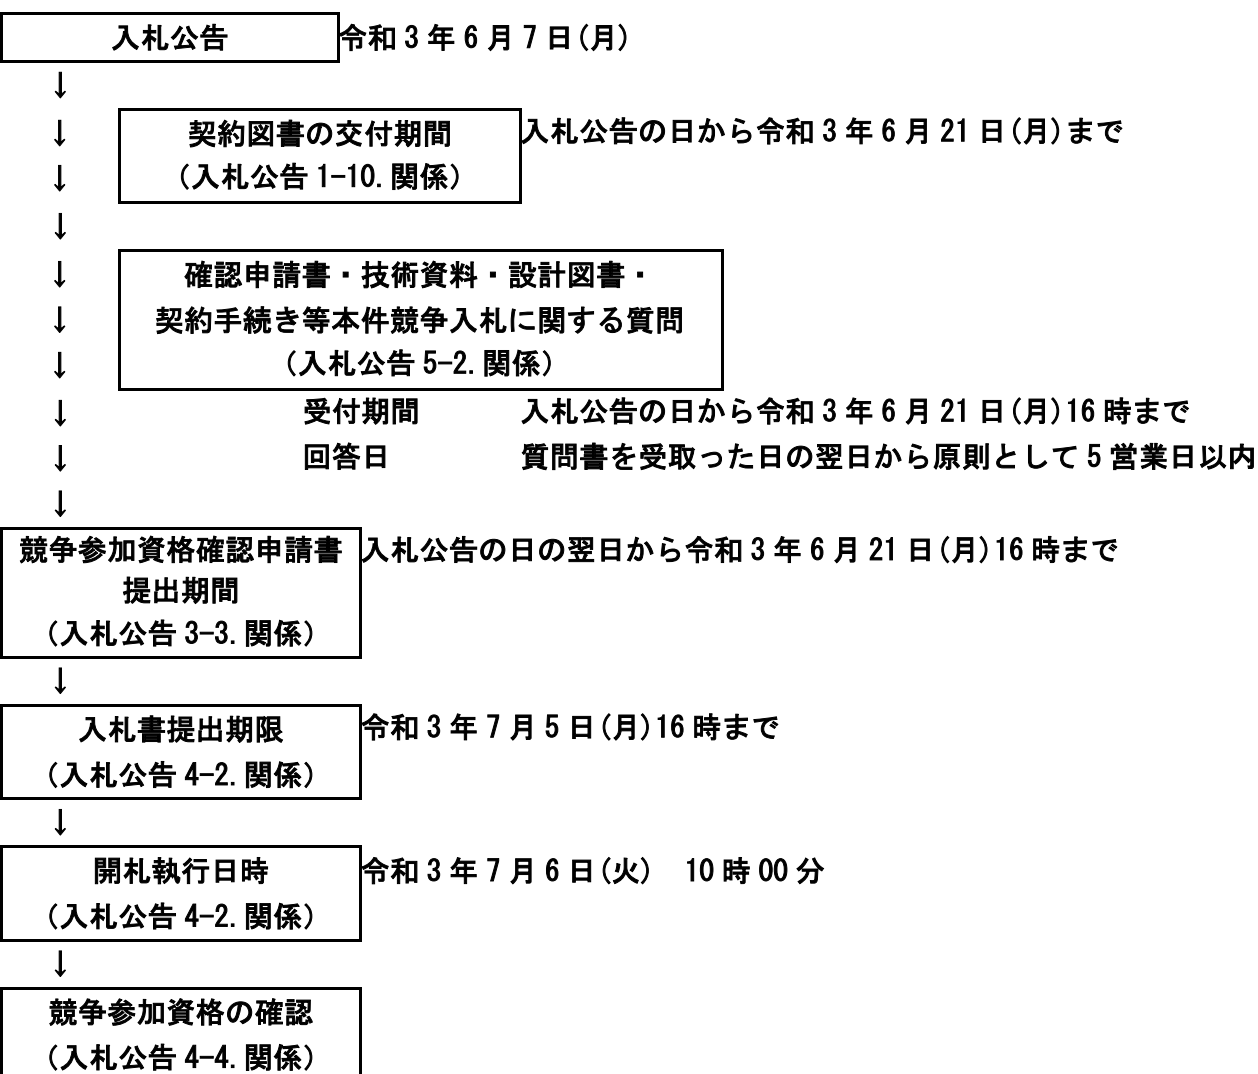 入札公告 令和3年6月7日(月)
↓
↓ 契約図書の交付期間 入札公告の日から令和3年6月21日(月)まで
↓ (入札公告1-10.関係)
↓
↓ 確認申請書・技術資料・設計図書・
↓ 契約手続き等本件競争入札に関する質問
↓ (入札公告5-2.関係)
↓ 受付期間 入札公告の日から令和3年6月21日(月)16時まで
↓ 回答日 質問書を受取った日の翌日から原則として5営業日以内
↓
競争参加資格確認申請書 入札公告の日の翌日から令和3年6月21日(月)16時まで
提出期間
(入札公告3-3.関係)
↓
入札書提出期限 令和3年7月5日(月)16時まで
(入札公告4-2.関係)
↓
開札執行日時 令和3年7月6日(火) 10時00分
(入札公告4-2.関係)
↓
競争参加資格の確認
(入札公告4-4.関係)